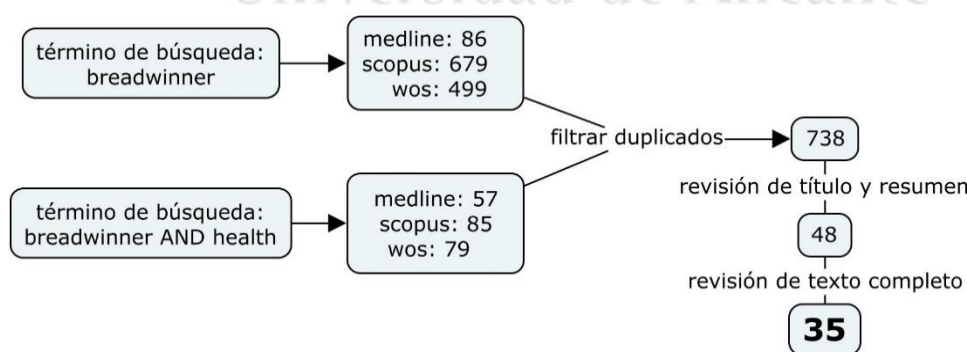 término de búsqueda:
breadwinner
medline: 86
scopus: 679
wos: 499
filtrar duplicados
738
revisión de título y resumen
término de búsqueda:
breadwinner AND health
medline: 57
scopus: 85
wos: 79
48
revisión de texto completo
35